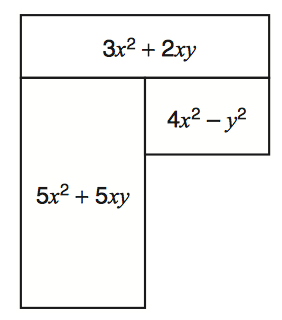 3x² + 2xy
4x² − y²
5x² + 5xy